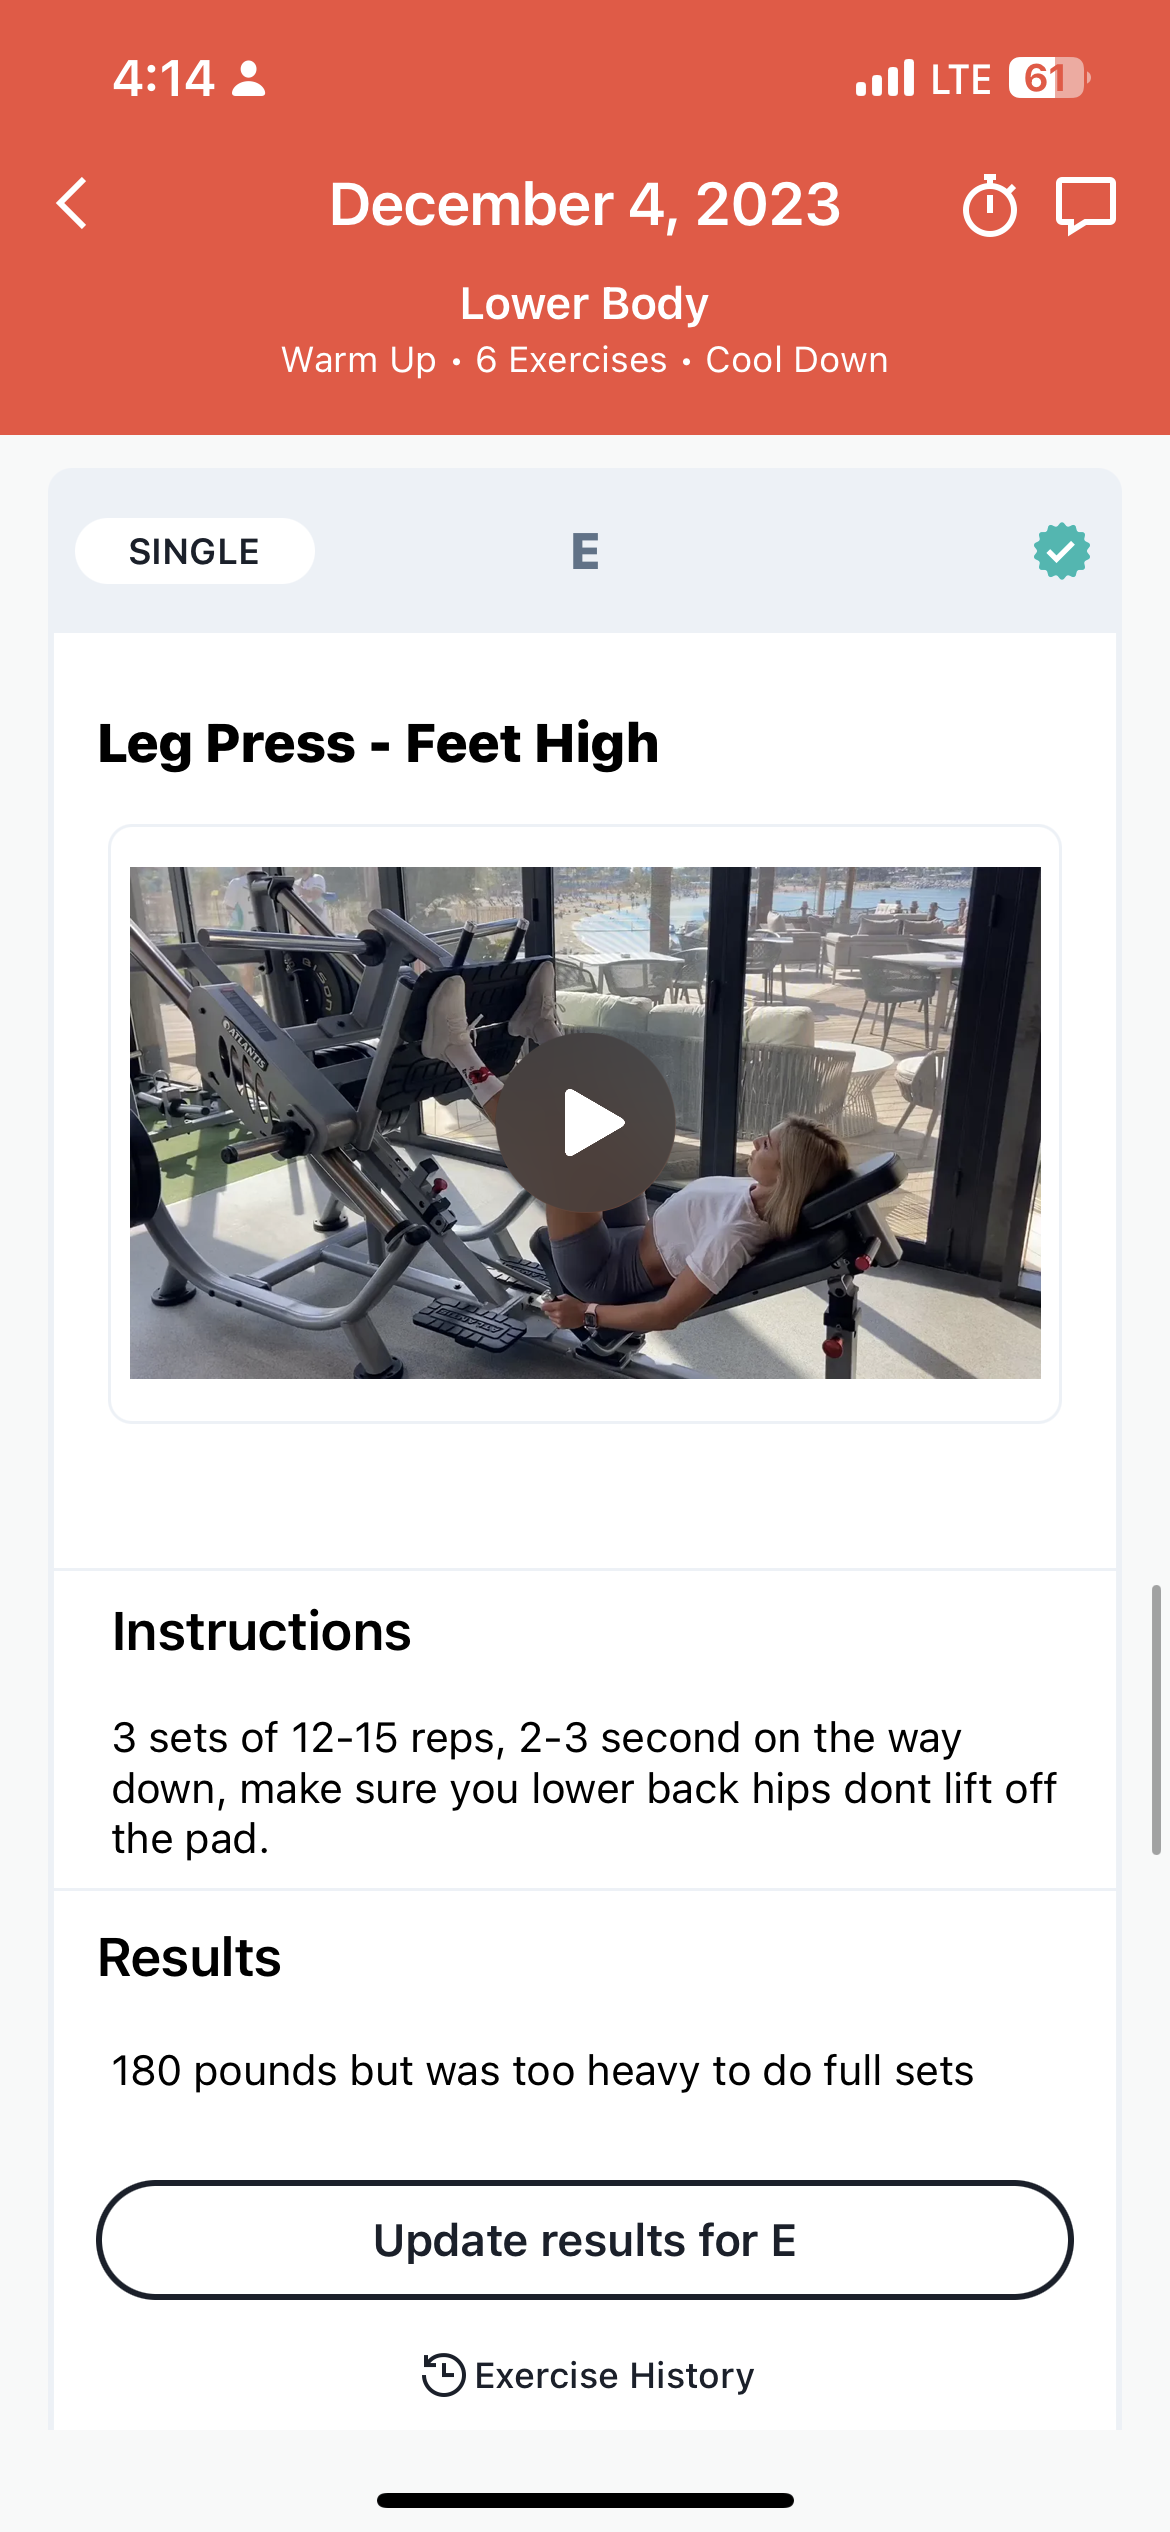 4:14
LTE 61
December 4, 2023
Lower Body
Warm Up • 6 Exercises • Cool Down
SINGLE
E
Leg Press - Feet High
ATLANTIS
Instructions
3 sets of 12-15 reps, 2-3 second on the way
down, make sure you lower back hips dont lift off
the pad.
Results
180 pounds but was too heavy to do full sets
Update results for E
Exercise History